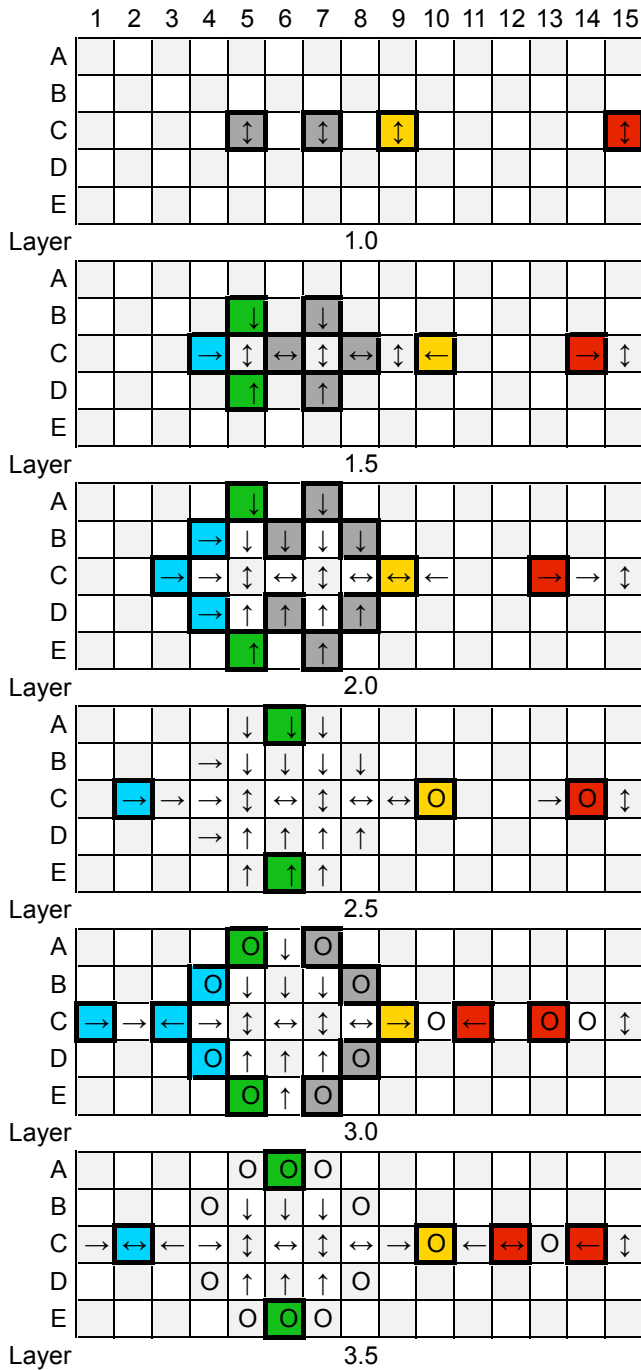 1 2 3 4 5 6 7 8 9 10 11 12 13 14 15
A
B
C ↕ ↕ ↕ ↕
D
E
Layer 1.0
A
B ↓ ↓
C → ↕ ↔ ↕ ↔ ↕ ← → ↕
D ↑ ↑
E
Layer 1.5
A ↓ ↓
B → ↓ ↓ ↓ ↓
C → → ↕ ↔ ↕ ↔ ↔ ← → → ↕
D → ↑ ↑ ↑ ↑
E ↑ ↑
Layer 2.0
A ↓ ↓ ↓
B → ↓ ↓ ↓ ↓
C → → → ↕ ↔ ↕ ↔ ↔ O → O ↕
D → ↑ ↑ ↑ ↑
E ↑ ↑ ↑
Layer 2.5
A O ↓ O
B O ↓ ↓ ↓ O
C → → ← → ↕ ↔ ↕ ↔ → O ← O O ↕
D O ↑ ↑ ↑ O
E O ↑ O
Layer 3.0
A O O O
B O ↓ ↓ ↓ O
C → ↔ ← → ↕ ↔ ↕ ↔ → O ← ↔ O ← ↕
D O ↑ ↑ ↑ O
E O O O
Layer 3.5